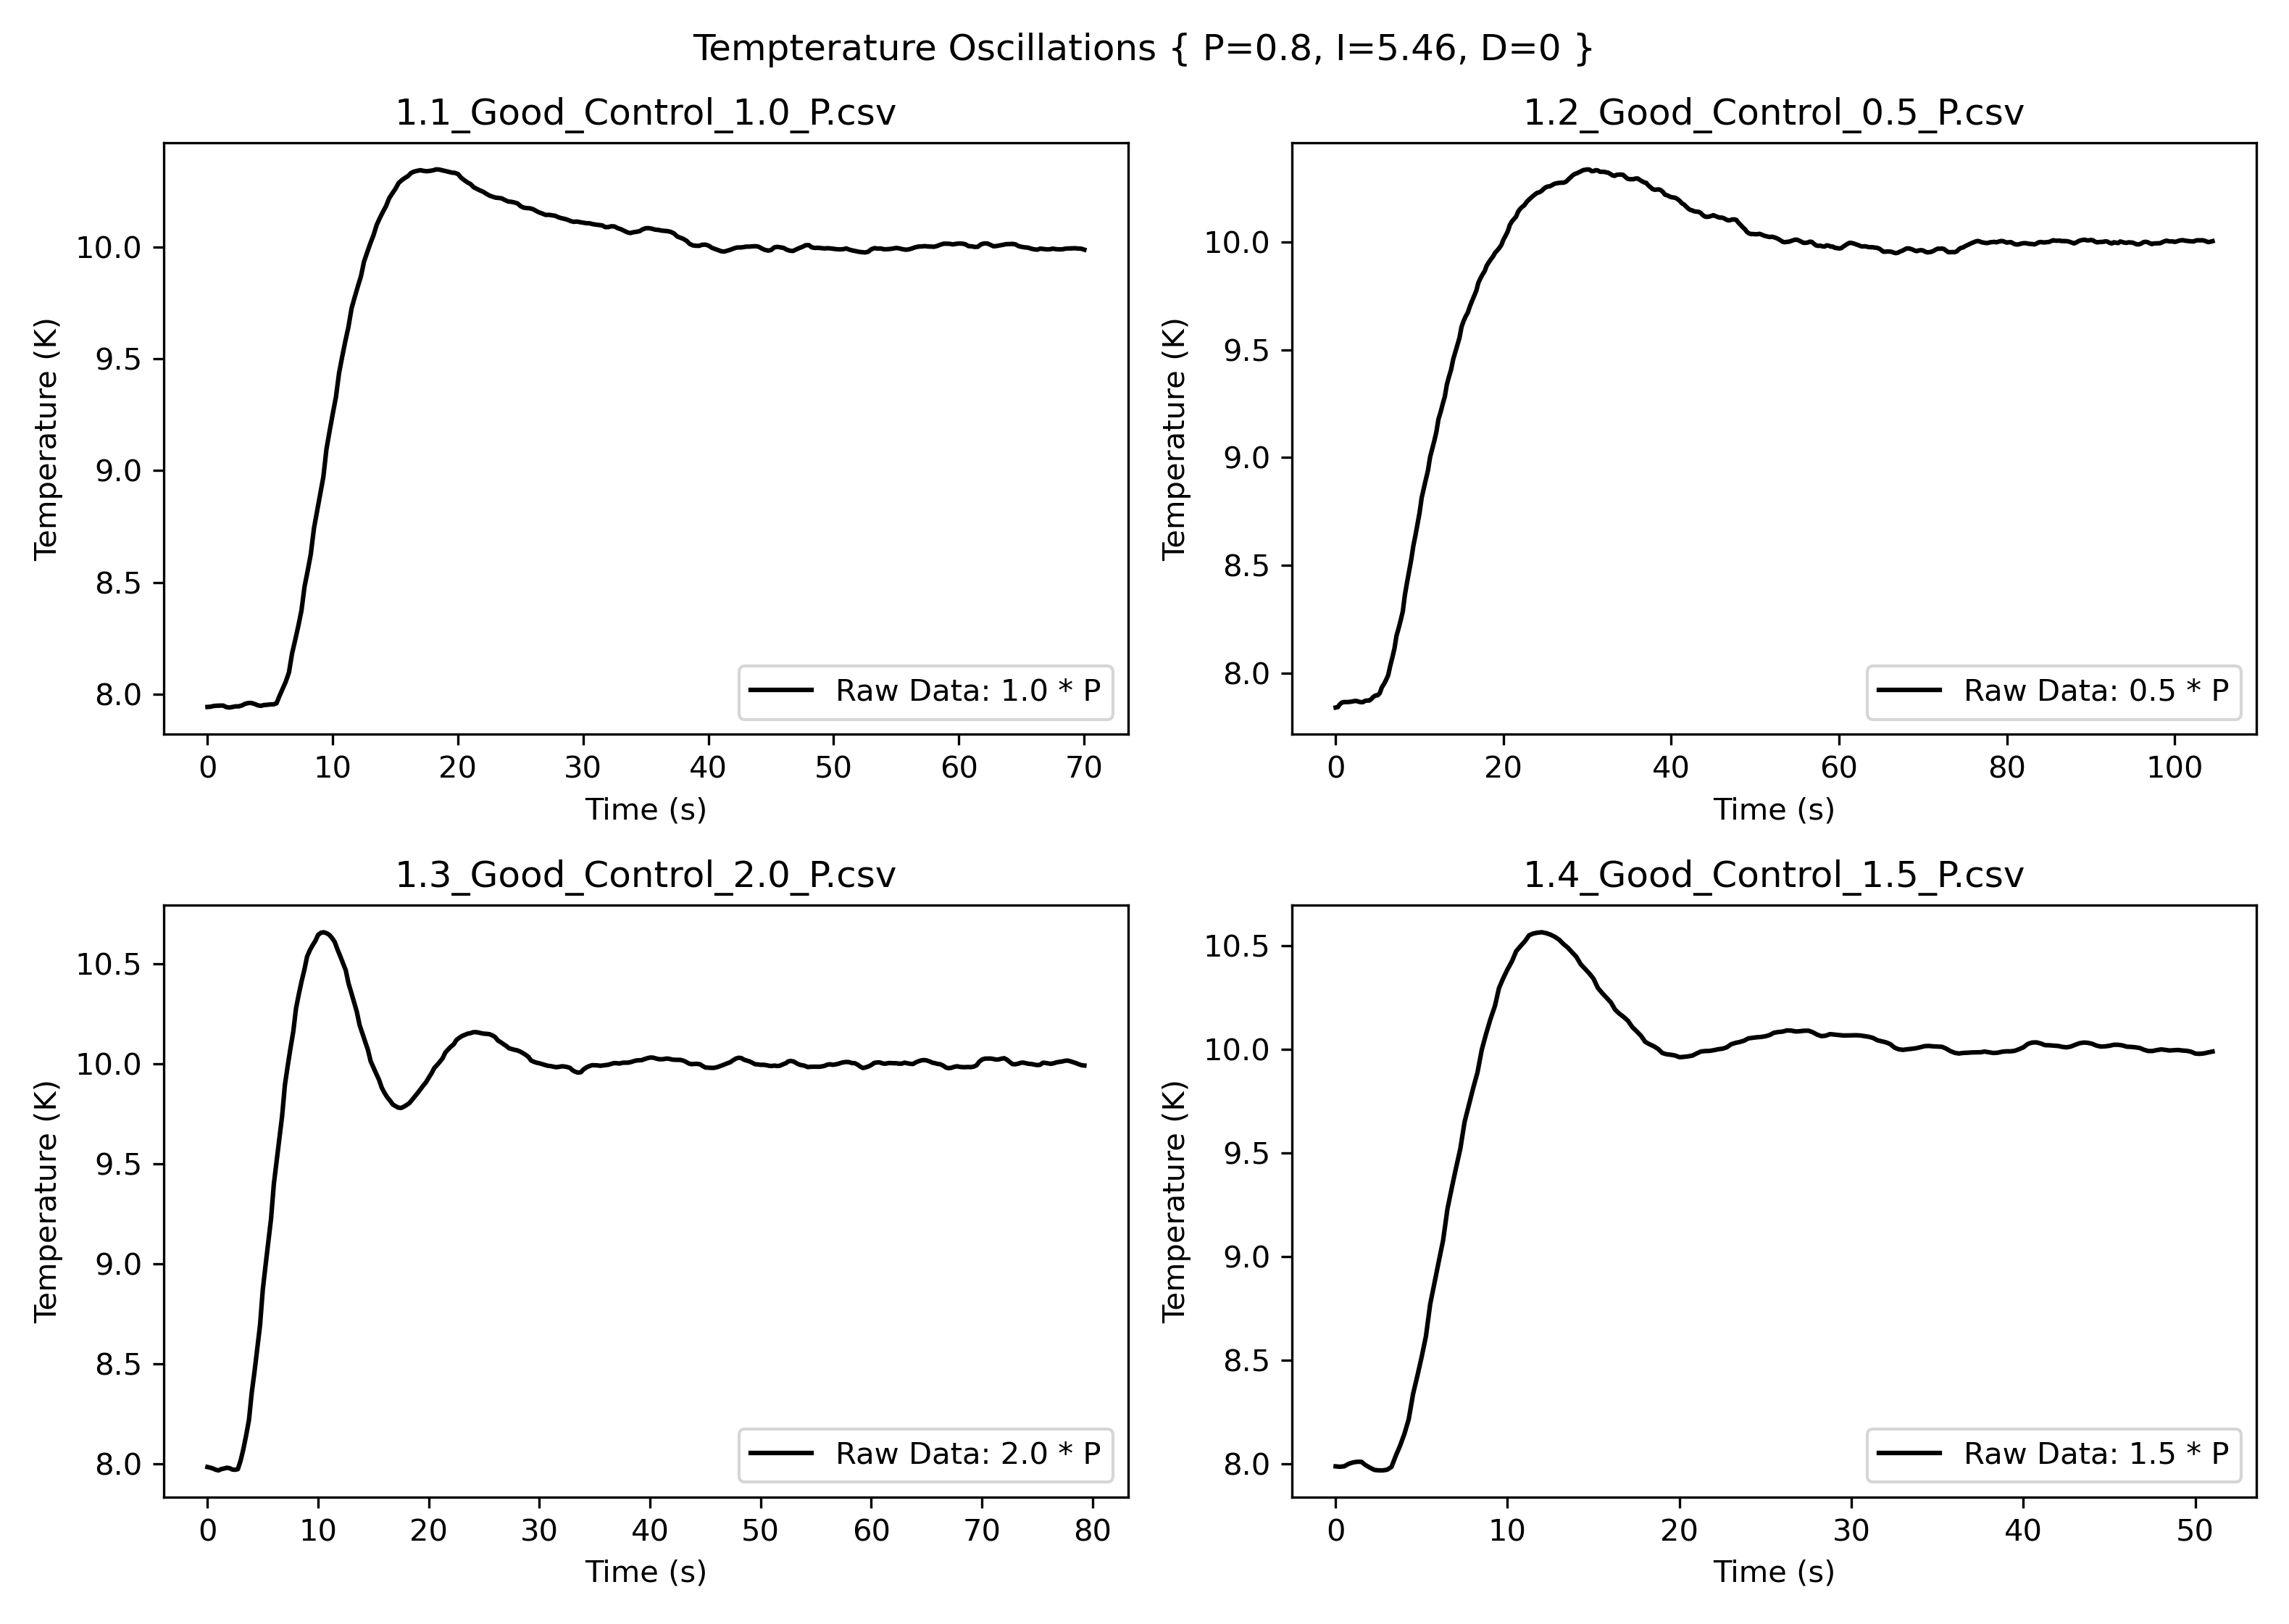 Tempterature Oscillations { P=0.8, I=5.46, D=0 }
1.1_Good_Control_1.0_P.csv
10.0
9.5
9.0
8.5
8.0
Temperature (K)
Raw Data: 1.0 * P
0 10 20 30 40 50 60 70
Time (s)
1.2_Good_Control_0.5_P.csv
10.0
9.5
9.0
8.5
8.0
Temperature (K)
Raw Data: 0.5 * P
0 20 40 60 80 100
Time (s)
1.3_Good_Control_2.0_P.csv
10.5
10.0
9.5
9.0
8.5
8.0
Temperature (K)
Raw Data: 2.0 * P
0 10 20 30 40 50 60 70 80
Time (s)
1.4_Good_Control_1.5_P.csv
10.5
10.0
9.5
9.0
8.5
8.0
Temperature (K)
Raw Data: 1.5 * P
0 10 20 30 40 50
Time (s)